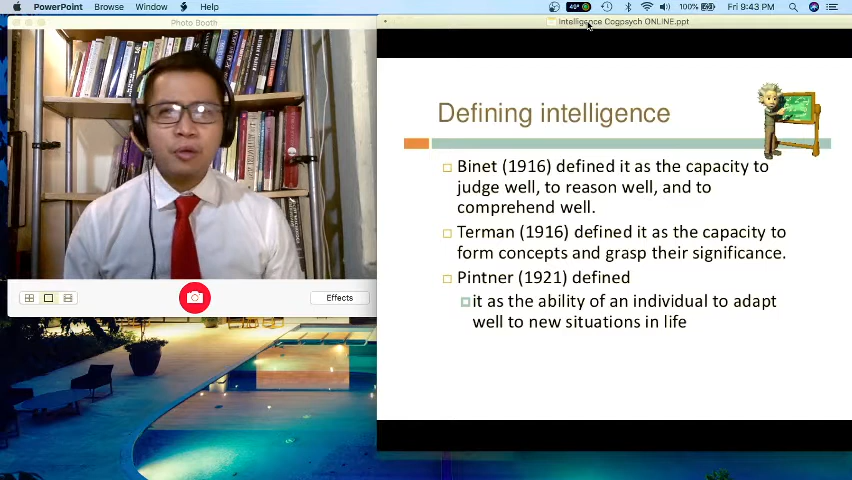 PowerPoint Browse Window Help
49°
100%
Fri 9:43 PM
Photo Booth
Intelligence Cogpsych ONLINE.ppt
Effects
Defining intelligence
Binet (1916) defined it as the capacity to
judge well, to reason well, and to
comprehend well.
Terman (1916) defined it as the capacity to
form concepts and grasp their significance.
Pintner (1921) defined
it as the ability of an individual to adapt
well to new situations in life